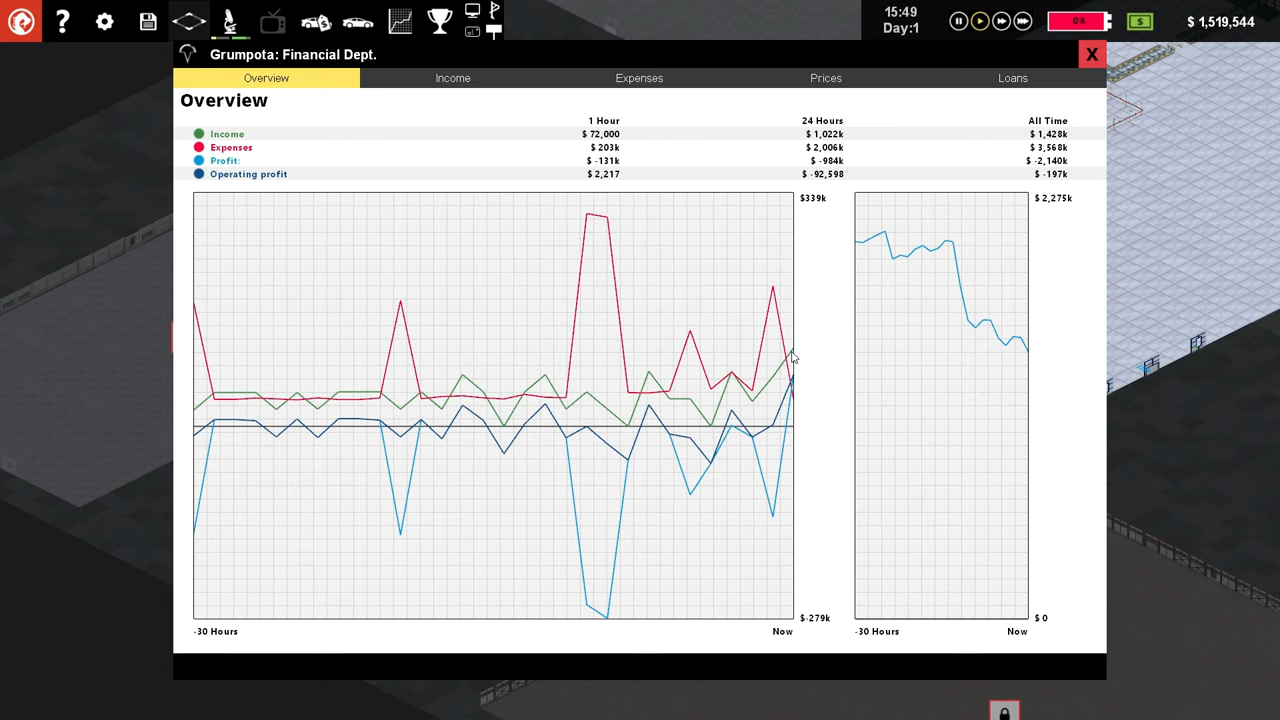 ?
15:49
Day:1
0%
$
$ 1,519,544
Grumpota: Financial Dept.
X
Overview Income Expenses Prices Loans
Overview
1 Hour 24 Hours All Time
Income $ 72,000 $ 1,022k $ 1,428k
Expenses $ 203k $ 2,006k $ 3,568k
Profit: $ -131k $ -984k $ -2,140k
Operating profit $ 2,217 $ -92,598 $ -197k
$339k $ 2,275k
$-279k $ 0
-30 Hours Now -30 Hours Now